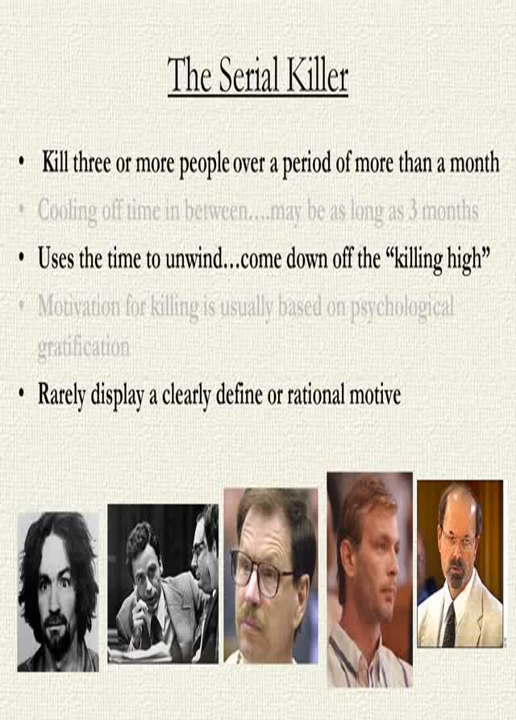 The Serial Killer
• Kill three or more people over a period of more than a month
• Cooling off time in between….may be as long as 3 months
• Uses the time to unwind…come down off the “killing high”
• Motivation for killing is usually based on psychological
gratification
• Rarely display a clearly define or rational motive